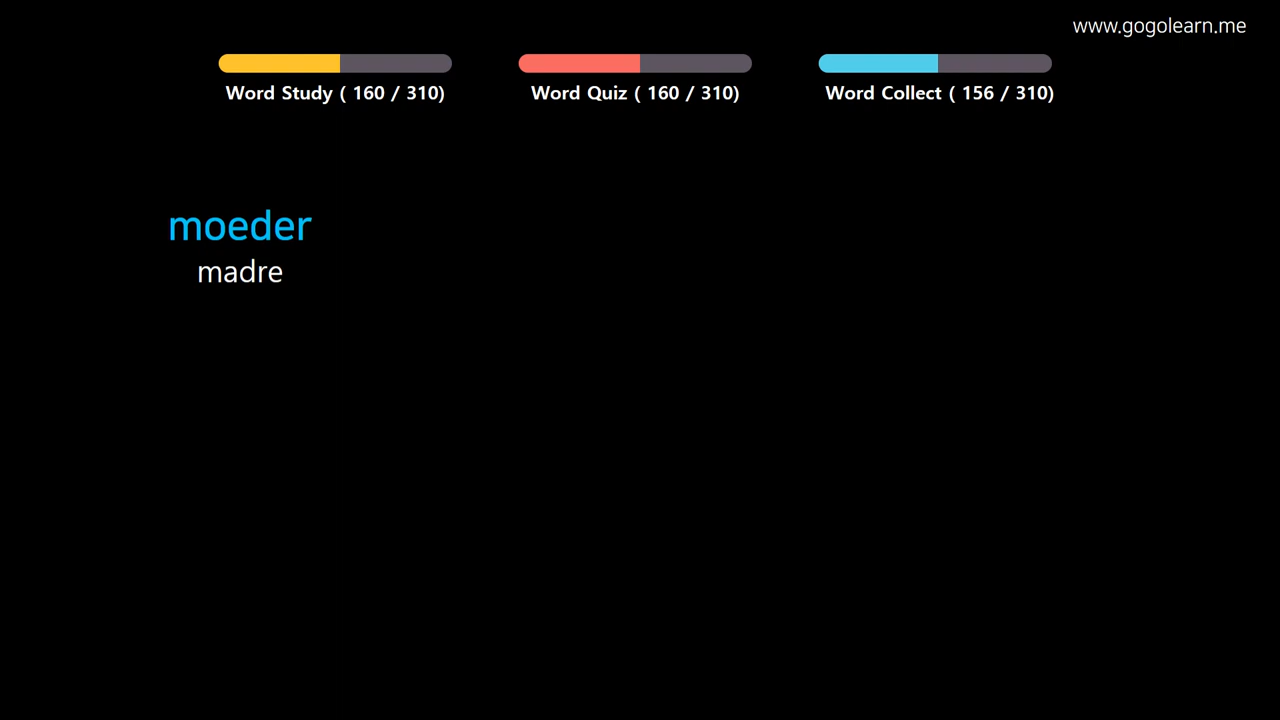 www.gogolearn.me
Word Study ( 160 / 310)
Word Quiz ( 160 / 310)
Word Collect ( 156 / 310)
moeder
madre